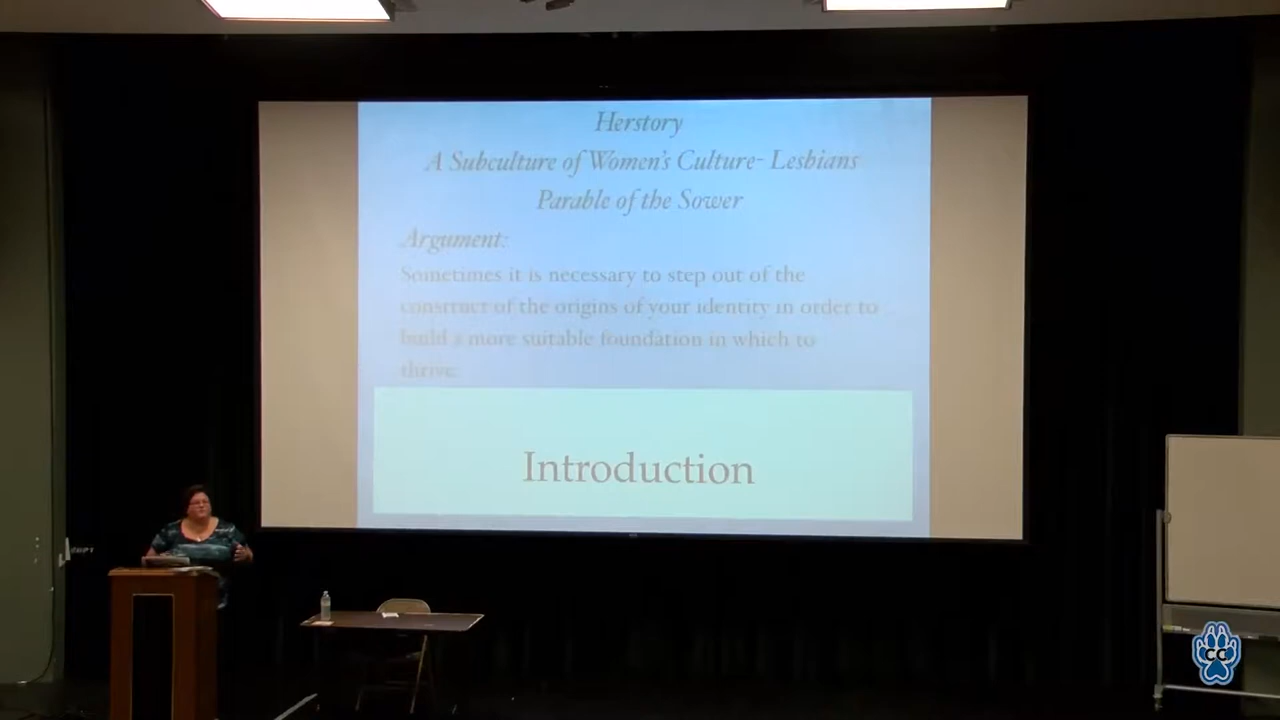 Herstory
A Subculture of Women's Culture- Lesbians
Parable of the Sower
Argument:
Sometimes it is necessary to step out of the
construct of the origins of your identity in order to
build a more suitable foundation in which to
thrive.
Introduction
CC